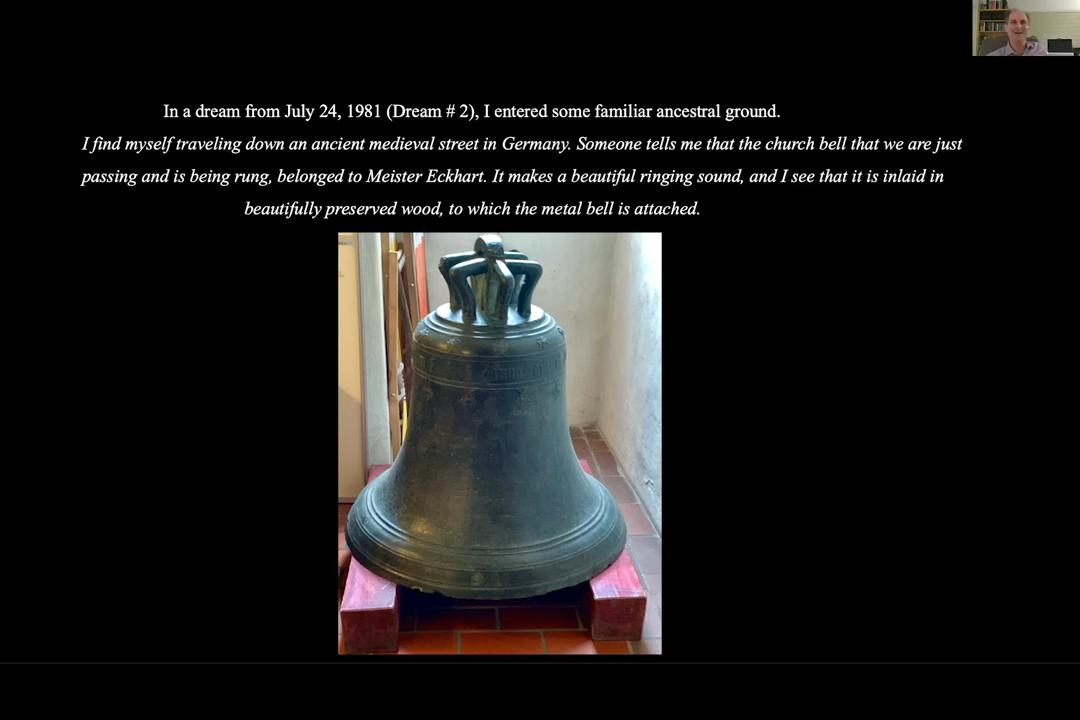 In a dream from July 24, 1981 (Dream # 2), I entered some familiar ancestral ground.
I find myself traveling down an ancient medieval street in Germany. Someone tells me that the church bell that we are just
passing and is being rung, belonged to Meister Eckhart. It makes a beautiful ringing sound, and I see that it is inlaid in
beautifully preserved wood, to which the metal bell is attached.